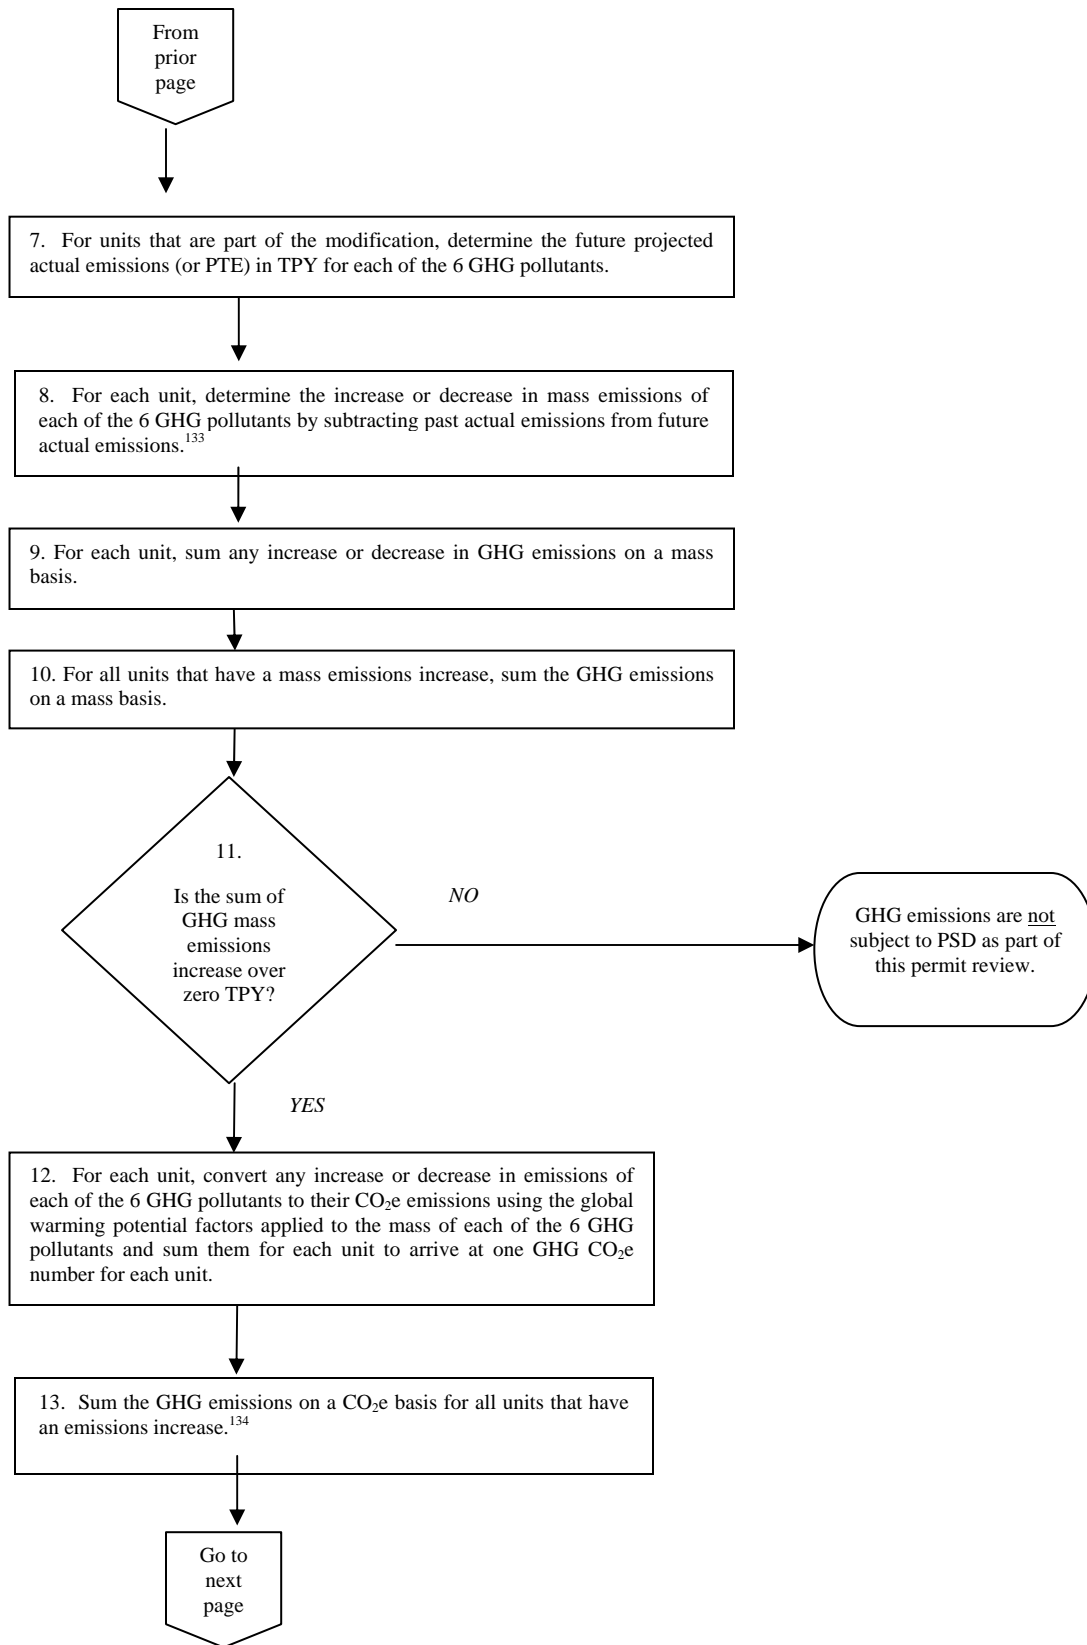 From
prior
page
7. For units that are part of the modification, determine the future projected
actual emissions (or PTE) in TPY for each of the 6 GHG pollutants.
8. For each unit, determine the increase or decrease in mass emissions of
each of the 6 GHG pollutants by subtracting past actual emissions from future
actual emissions.133
9. For each unit, sum any increase or decrease in GHG emissions on a mass
basis.
10. For all units that have a mass emissions increase, sum the GHG emissions
on a mass basis.
11.
Is the sum of
GHG mass
emissions
increase over
zero TPY?
NO
GHG emissions are not
subject to PSD as part of
this permit review.
YES
12. For each unit, convert any increase or decrease in emissions of
each of the 6 GHG pollutants to their CO2e emissions using the global
warming potential factors applied to the mass of each of the 6 GHG
pollutants and sum them for each unit to arrive at one GHG CO2e
number for each unit.
13. Sum the GHG emissions on a CO2e basis for all units that have
an emissions increase.134
Go to
next
page